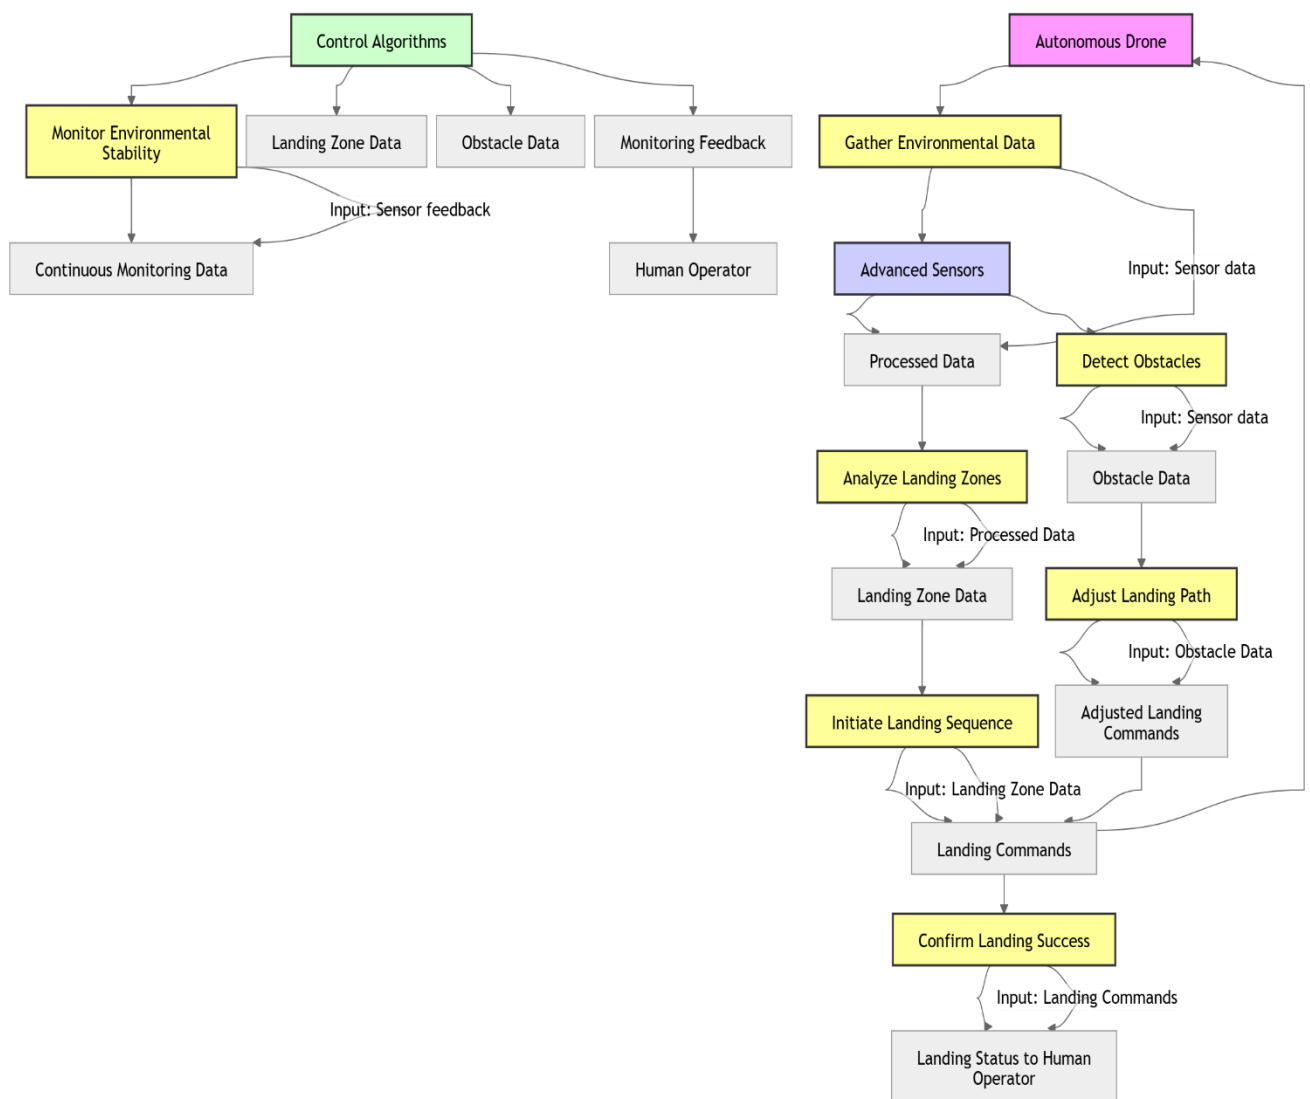 Control Algorithms
Autonomous Drone
Monitor Environmental
Stability
Landing Zone Data
Obstacle Data
Monitoring Feedback
Gather Environmental Data
Input: Sensor feedback
Continuous Monitoring Data
Human Operator
Advanced Sensors
Input: Sensor data
Processed Data
Detect Obstacles
Input: Sensor data
Analyze Landing Zones
Obstacle Data
Input: Processed Data
Landing Zone Data
Adjust Landing Path
Input: Obstacle Data
Initiate Landing Sequence
Adjusted Landing
Commands
Input: Landing Zone Data
Landing Commands
Confirm Landing Success
Input: Landing Commands
Landing Status to Human
Operator